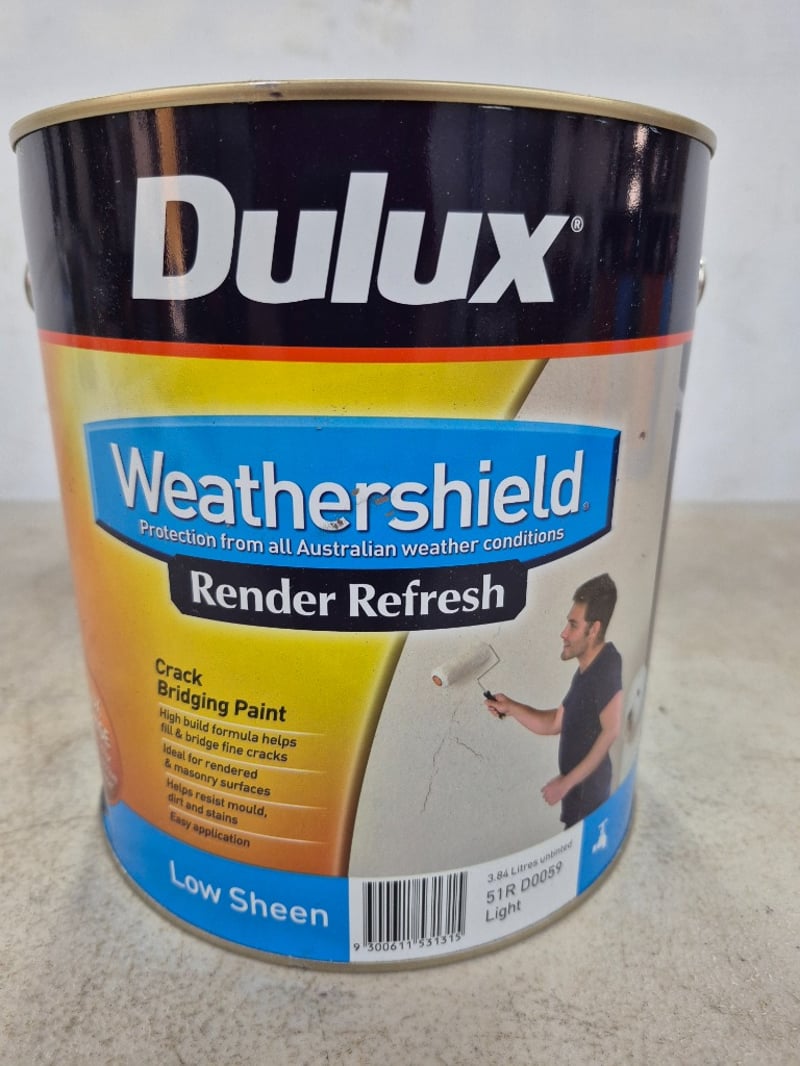 Dulux®
Weathershield®
Protection from all Australian weather conditions
Render Refresh
Crack
Bridging Paint
High build formula helps
fill & bridge fine cracks
Ideal for rendered
& masonry surfaces
Helps resist mould,
dirt and stains
Easy application
Low Sheen
9 300611 531315
3.84 Litres untinted
51R D0059
Light